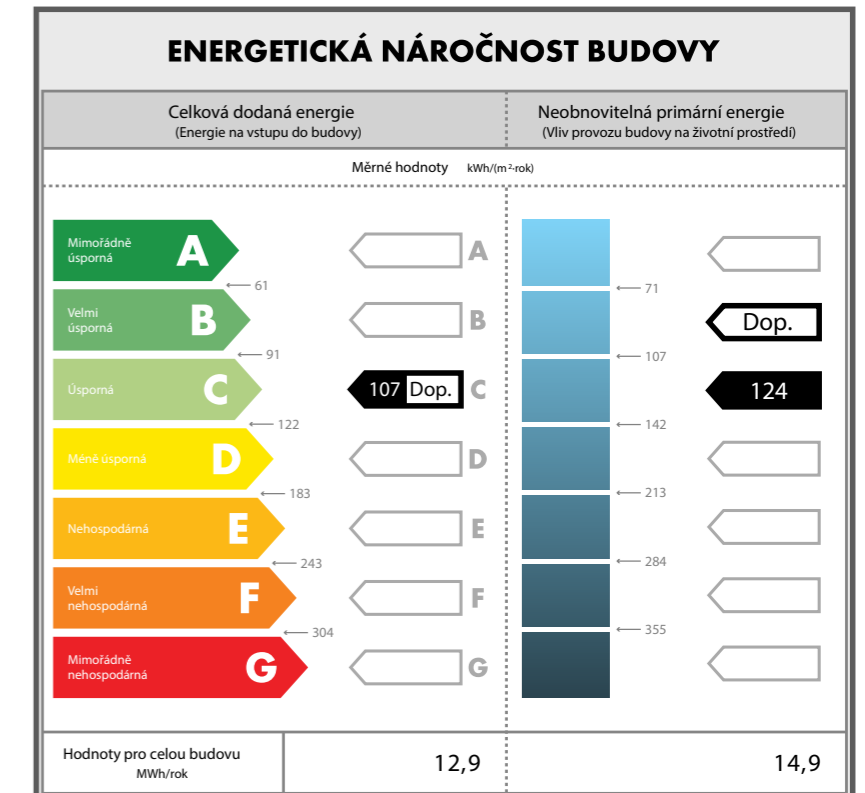 ENERGETICKÁ NÁROČNOST BUDOVY
Celková dodaná energie
(Energie na vstupu do budovy)
Neobnovitelná primární energie
(Vliv provozu budovy na životní prostředí)
Měrné hodnoty kWh/(m²·rok)
Mimořádně
úsporná
A
A
61
71
Velmi
úsporná
B
B
Dop.
91
107
Úsporná
C
107 Dop.
C
124
122
142
Méně úsporná
D
D
183
213
Nehospodárná
E
E
243
284
Velmi
nehospodárná
F
F
304
355
Mimořádně
nehospodárná
G
G
Hodnoty pro celou budovu
MWh/rok
12,9
14,9